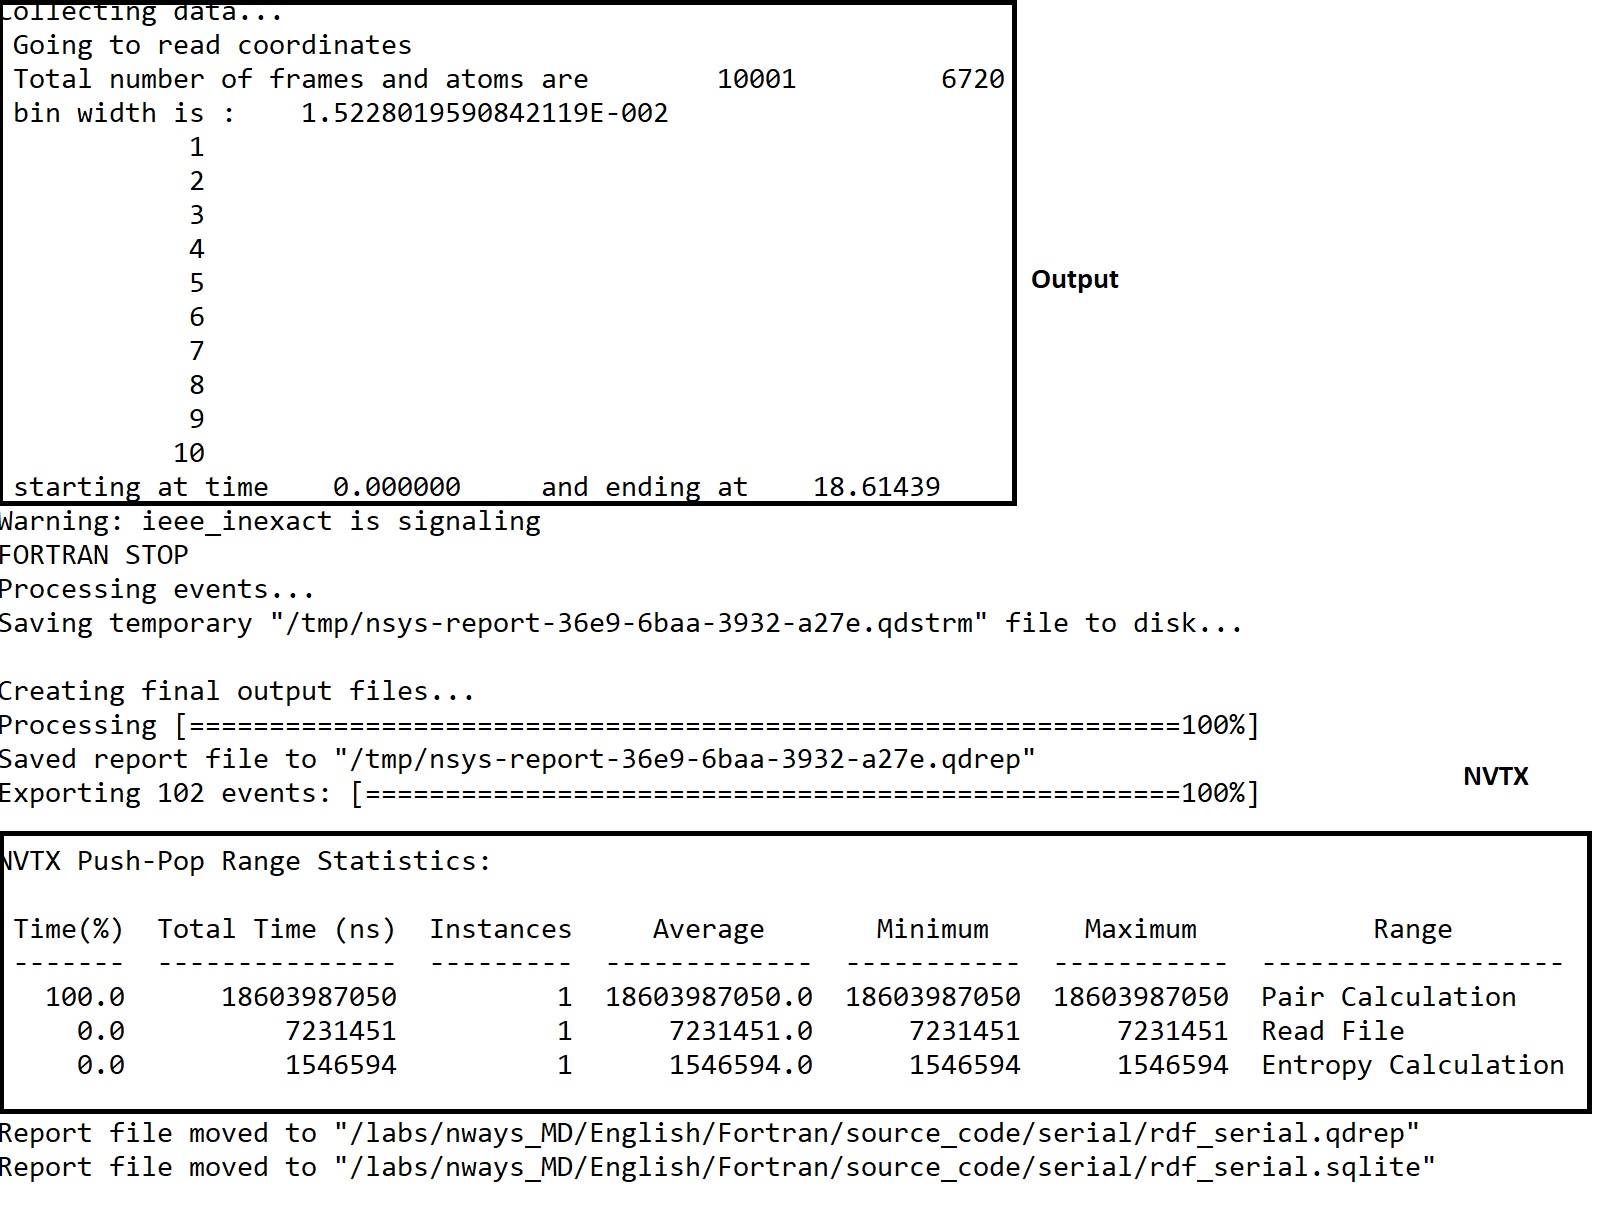 Collecting data...
Going to read coordinates
Total number of frames and atoms are 10001 6720
bin width is : 1.5228019590842119E-002
1
2
3
4
5
6
7
8
9
10
starting at time 0.000000 and ending at 18.61439
Output
Warning: ieee_inexact is signaling
FORTRAN STOP
Processing events...
Saving temporary "/tmp/nsys-report-36e9-6baa-3932-a27e.qdstrm" file to disk...
Creating final output files...
Processing [==============================================================100%]
Saved report file to "/tmp/nsys-report-36e9-6baa-3932-a27e.qdrep"
Exporting 102 events: [===================================================100%]
NVTX
NVTX Push-Pop Range Statistics:
Time(%) Total Time (ns) Instances Average Minimum Maximum Range
------- --------------- --------- ------------- ----------- ----------- -------------------
100.0 18603987050 1 18603987050.0 18603987050 18603987050 Pair Calculation
0.0 7231451 1 7231451.0 7231451 7231451 Read File
0.0 1546594 1 1546594.0 1546594 1546594 Entropy Calculation
Report file moved to "/labs/nways_MD/English/Fortran/source_code/serial/rdf_serial.qdrep"
Report file moved to "/labs/nways_MD/English/Fortran/source_code/serial/rdf_serial.sqlite"